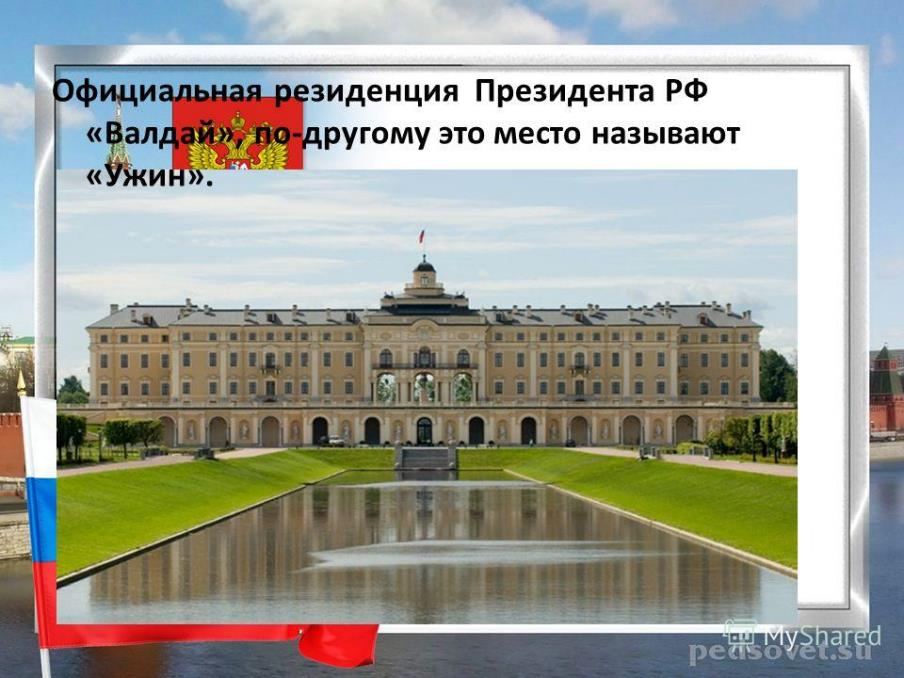 Официальная резиденция Президента РФ
«Валдай», по-другому это место называют
«Ужин».
MyShared
pedsovet.su